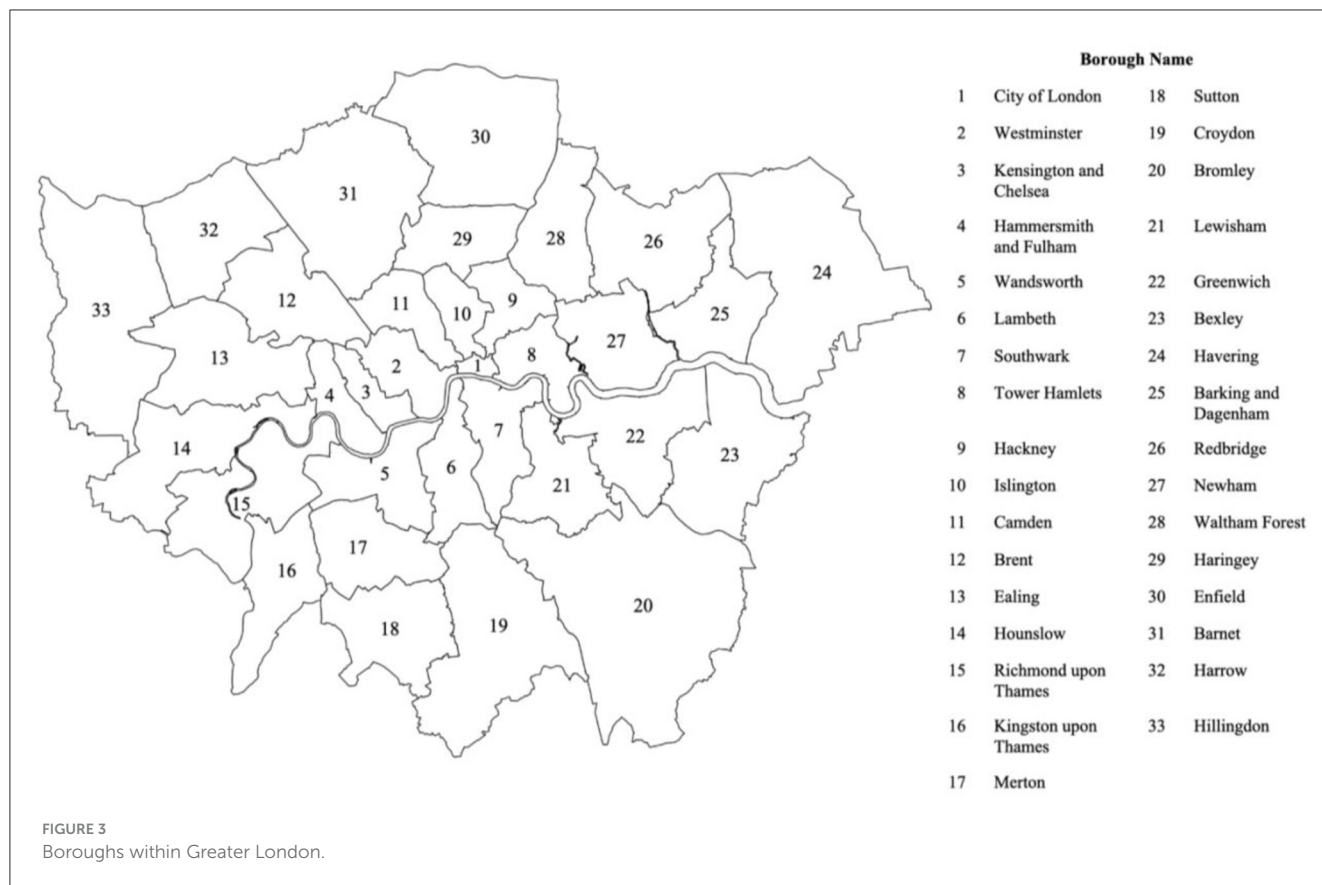 Borough Name
1 City of London 18 Sutton
2 Westminster 19 Croydon
3 Kensington and 20 Bromley
Chelsea
4 Hammersmith 21 Lewisham
and Fulham
5 Wandsworth 22 Greenwich
6 Lambeth 23 Bexley
7 Southwark 24 Havering
8 Tower Hamlets 25 Barking and
Dagenham
9 Hackney 26 Redbridge
10 Islington 27 Newham
11 Camden 28 Waltham Forest
12 Brent 29 Haringey
13 Ealing 30 Enfield
14 Hounslow 31 Barnet
15 Richmond upon 32 Harrow
Thames
16 Kingston upon 33 Hillingdon
Thames
17 Merton
30
31
32
29
28
26
24
33
12
11
10
9
25
27
13
2
1
8
4
3
14
7
22
23
5
6
21
15
17
16
20
18
19
FIGURE 3
Boroughs within Greater London.